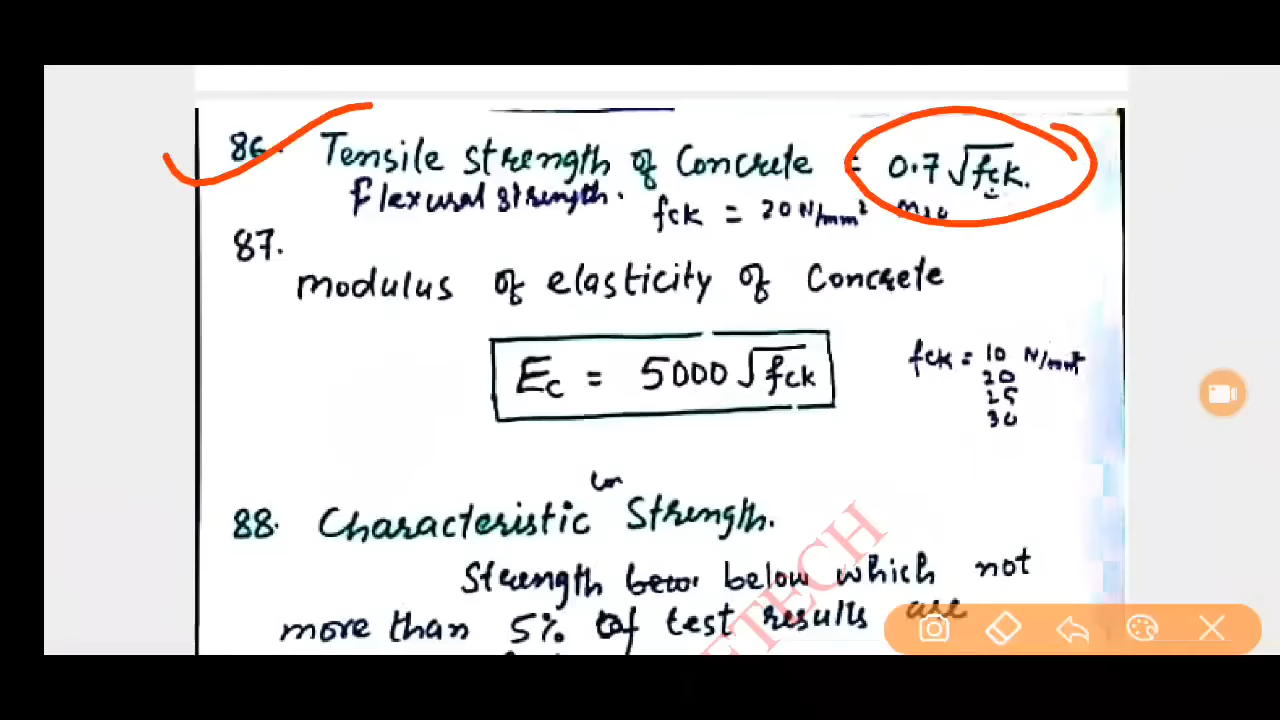 86. Tensile strength of Concrete = 0.7√fck.
flexural strength. fck = 20 N/mm²
87.
modulus of elasticity of Concrete
Ec = 5000√fck
fck = 10 N/mm²
20
25
30
88. Characteristic Strength.
Strength below which not
more than 5% of test results are
ETECH